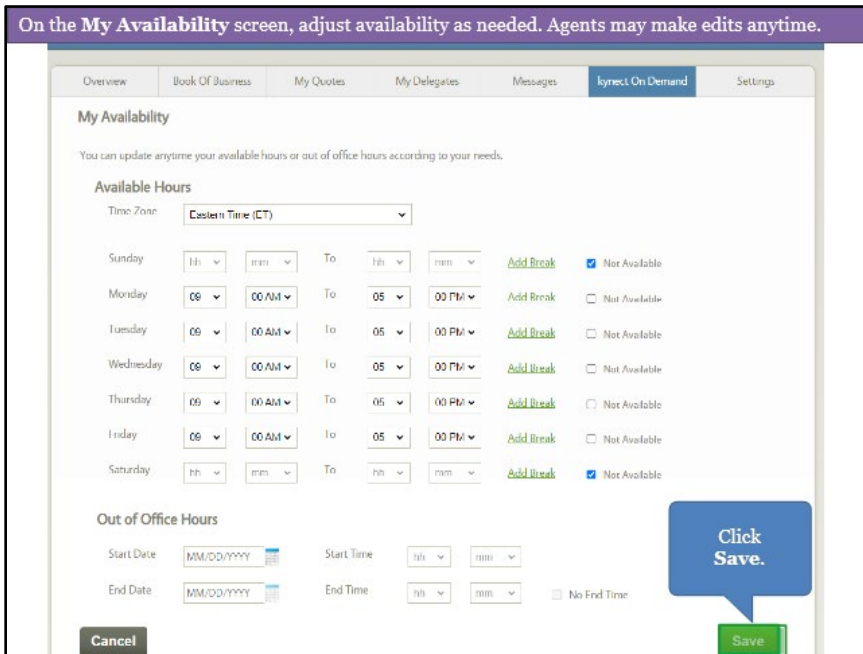 On the My Availability screen, adjust availability as needed. Agents may make edits anytime.
Overview Book Of Business My Quotes My Delegates Messages kynect On Demand Settings
My Availability
You can update anytime your available hours or out of office hours according to your needs.
Available Hours
Time Zone Eastern Time (ET)
Sunday hh mm To hh mm Add Break Not Available
Monday 09 00 AM To 05 00 PM Add Break Not Available
Tuesday 09 00 AM To 05 00 PM Add Break Not Available
Wednesday 09 00 AM To 05 00 PM Add Break Not Available
Thursday 09 00 AM To 05 00 PM Add Break Not Available
Friday 09 00 AM To 05 00 PM Add Break Not Available
Saturday hh mm To hh mm Add Break Not Available
Out of Office Hours
Start Date MM/DD/YYYY Start Time hh mm
End Date MM/DD/YYYY End Time hh mm No End Time
Click
Save.
Cancel Save